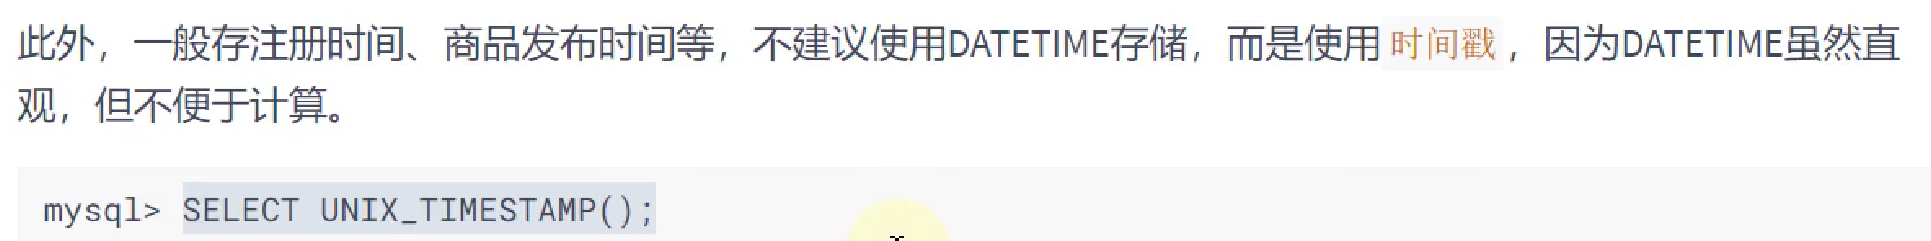 此外，一般存注册时间、商品发布时间等，不建议使用DATETIME存储，而是使用时间戳，因为DATETIME虽然直
观，但不便于计算。
mysql> SELECT UNIX_TIMESTAMP();